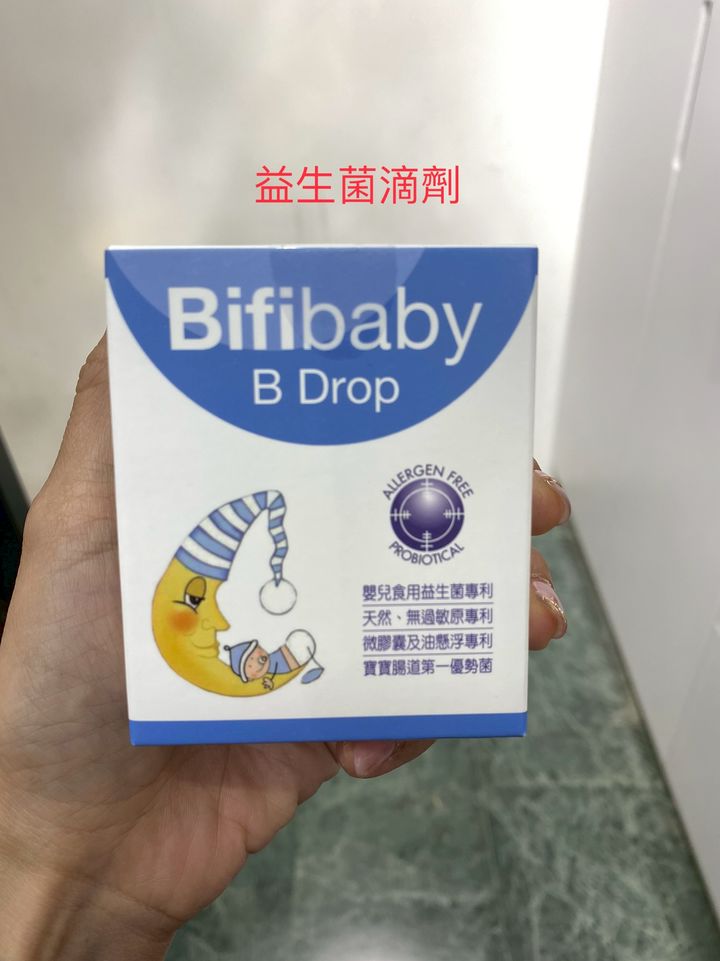 益生菌滴劑
Bifibaby
B Drop
ALLERGEN FREE
PROBIOTICAL
嬰兒食用益生菌專利
天然、無過敏原專利
微膠囊及油懸浮專利
寶寶腸道第一優勢菌